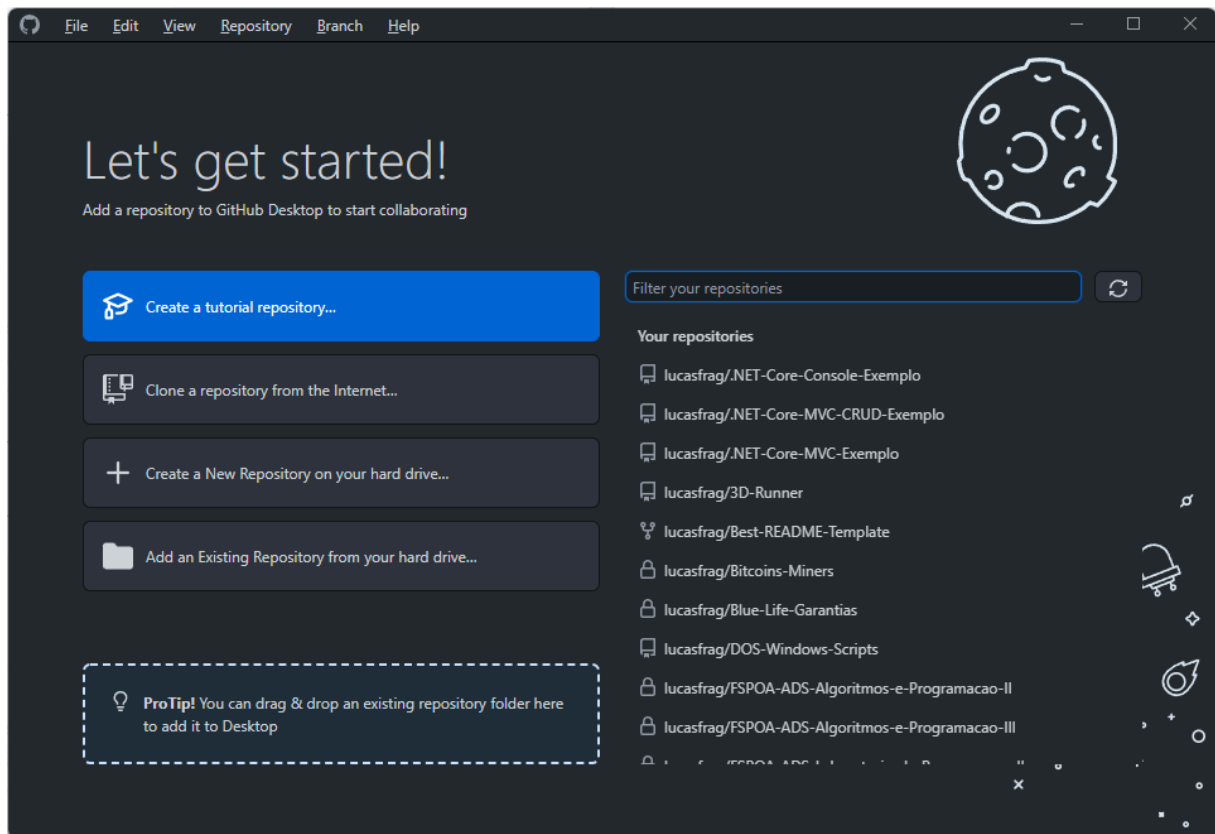 File Edit View Repository Branch Help
Let's get started!
Add a repository to GitHub Desktop to start collaborating
Create a tutorial repository...
Clone a repository from the Internet...
Create a New Repository on your hard drive...
Add an Existing Repository from your hard drive...
ProTip! You can drag & drop an existing repository folder here
to add it to Desktop
Filter your repositories
Your repositories
lucasfrag/.NET-Core-Console-Exemplo
lucasfrag/.NET-Core-MVC-CRUD-Exemplo
lucasfrag/.NET-Core-MVC-Exemplo
lucasfrag/3D-Runner
lucasfrag/Best-README-Template
lucasfrag/Bitcoins-Miners
lucasfrag/Blue-Life-Garantias
lucasfrag/DOS-Windows-Scripts
lucasfrag/FSPOA-ADS-Algoritmos-e-Programacao-II
lucasfrag/FSPOA-ADS-Algoritmos-e-Programacao-III